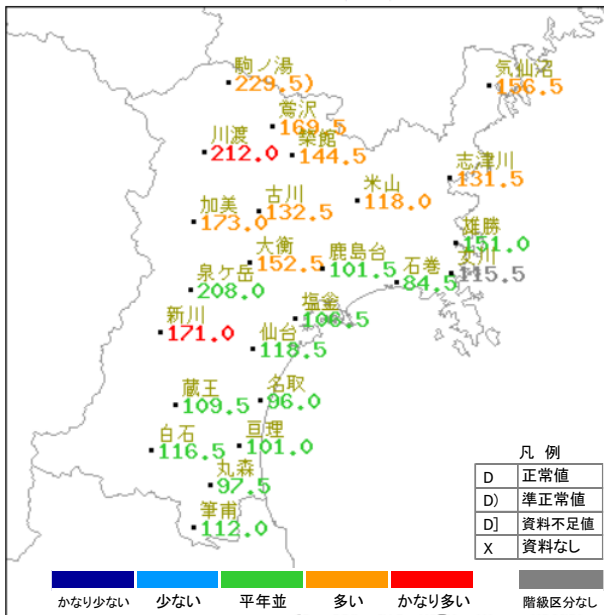 駒ノ湯
229.5)
気仙沼
156.5
鶯沢
169.5
川渡
212.0
築館
144.5
志津川
131.5
米山
118.0
古川
132.5
加美
173.0
雄勝
151.0
大衡
152.5
鹿島台
101.5
石巻
84.5
女川
115.5
泉ケ岳
208.0
塩釜
新川
171.0
仙台
118.5
蔵王
109.5
名取
96.0
白石
116.5
亘理
101.0
丸森
97.5
筆甫
112.0
凡 例
D 正常値
D) 準正常値
D] 資料不足値
X 資料なし
かなり少ない 少ない 平年並 多い かなり多い 階級区分なし